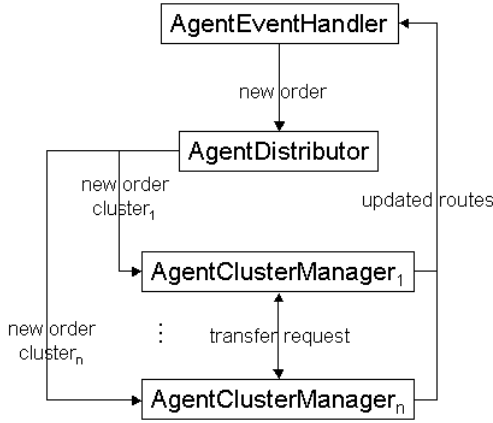 AgentEventHandler
new order
AgentDistributor
new order
cluster₁
updated routes
AgentClusterManager₁
new order
clusterₙ
⋮
transfer request
AgentClusterManagerₙ